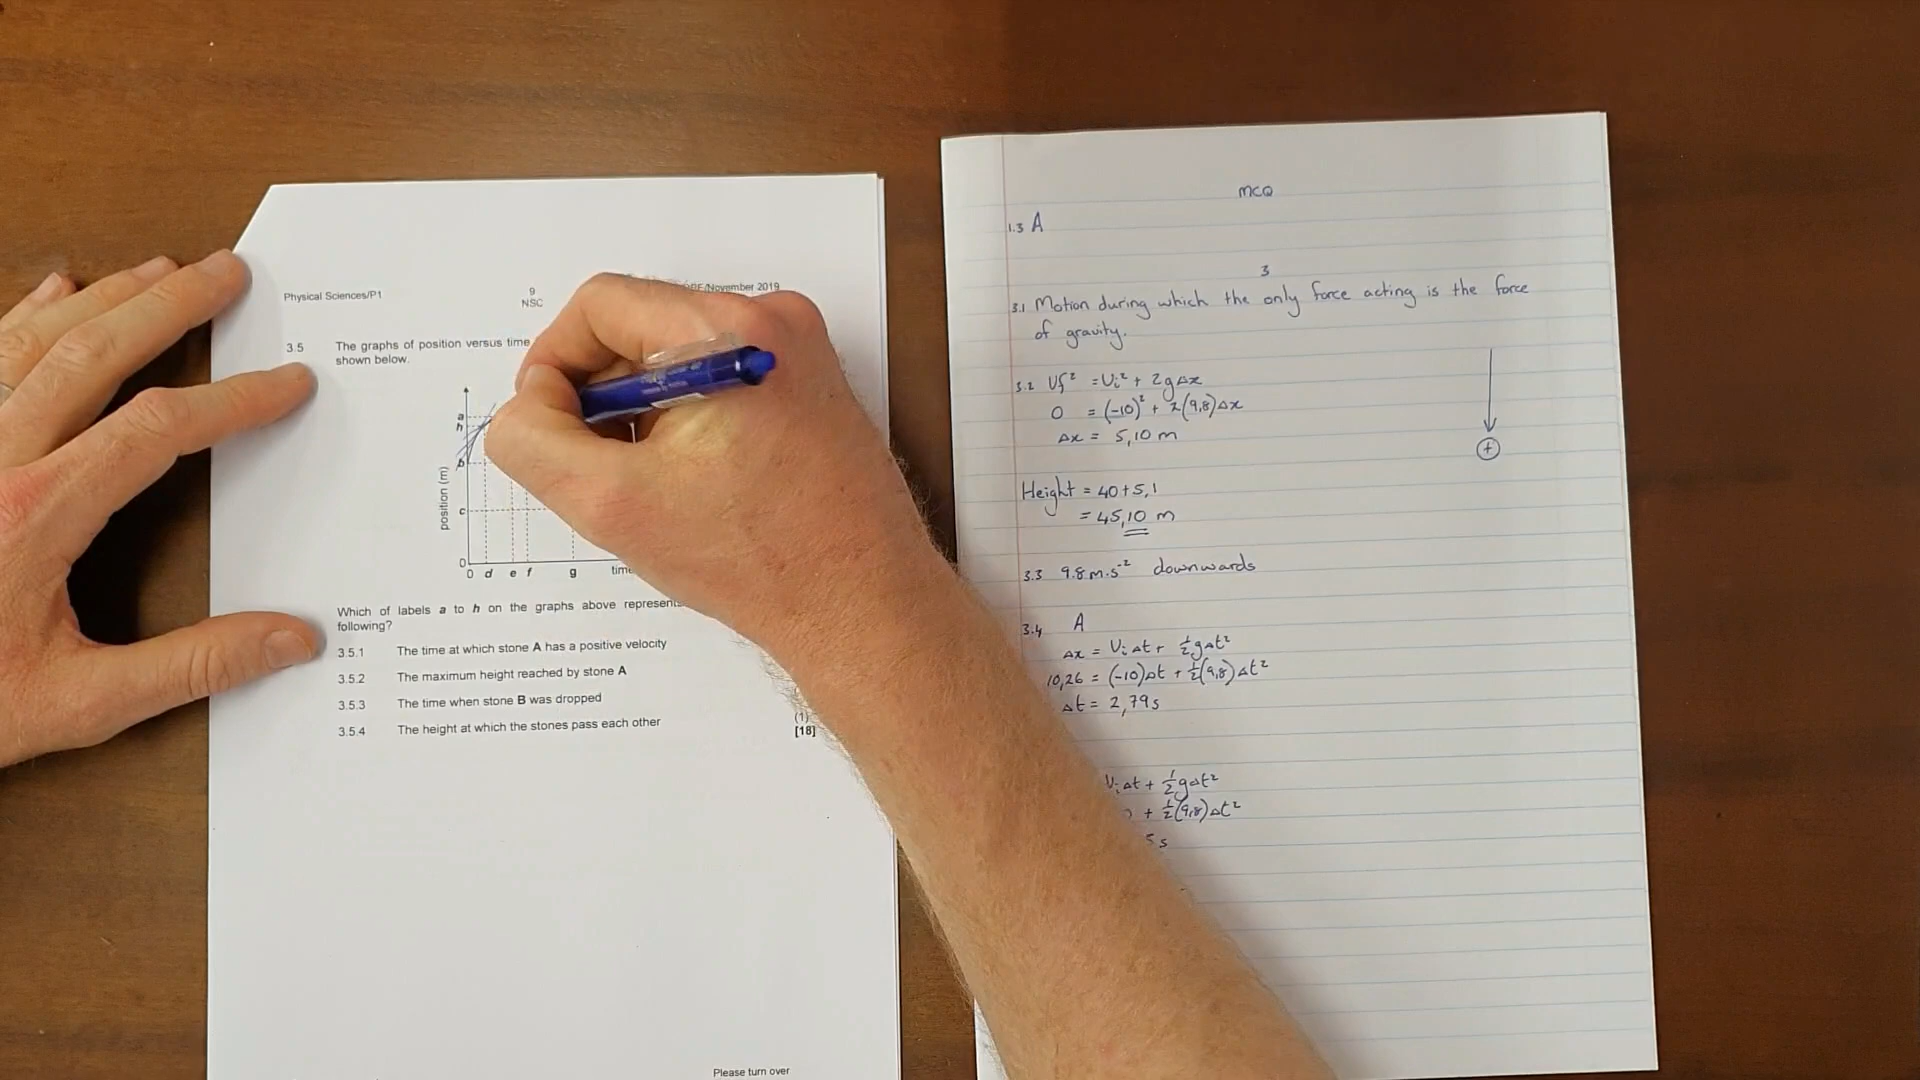 Physical Sciences/P1
9
NSC
/November 2019
3.5 The graphs of position versus time
shown below.
a
h
b
position (m)
c
0
0 d e f g time
Which of labels a to h on the graphs above represents
following?
3.5.1 The time at which stone A has a positive velocity
3.5.2 The maximum height reached by stone A
3.5.3 The time when stone B was dropped
3.5.4 The height at which the stones pass each other
(1)
[18]
Please turn over
MCQ
1.3 A
3
3.1 Motion during which the only force acting is the force
of gravity.
3.2 Vf² = Vi² + 2gΔx
0 = (-10)² + 2(9,8)Δx
Δx = 5,10 m
+
Height = 40+5,1
= 45,10 m
3.3 9.8m.s⁻² downwards
3.4 A
Δx = ViΔt + ½gΔt²
10,26 = (-10)Δt + ½(9,8)Δt²
Δt = 2,79s
ViΔt + ½gΔt²
+ ½(9,8)Δt²
5 s